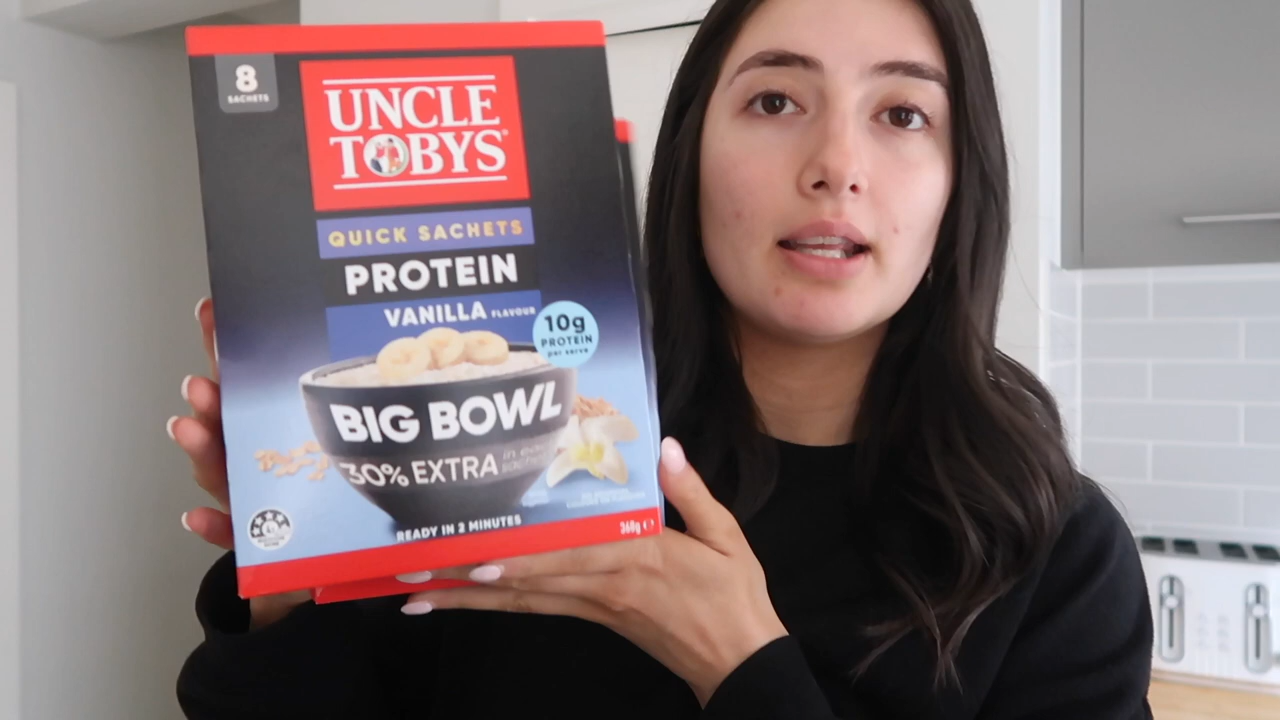 8
SACHETS
UNCLE
TOBYS
QUICK SACHETS
PROTEIN
VANILLA FLAVOUR
10g
PROTEIN
per serve
BIG BOWL
30% EXTRA
READY IN 2 MINUTES
360g